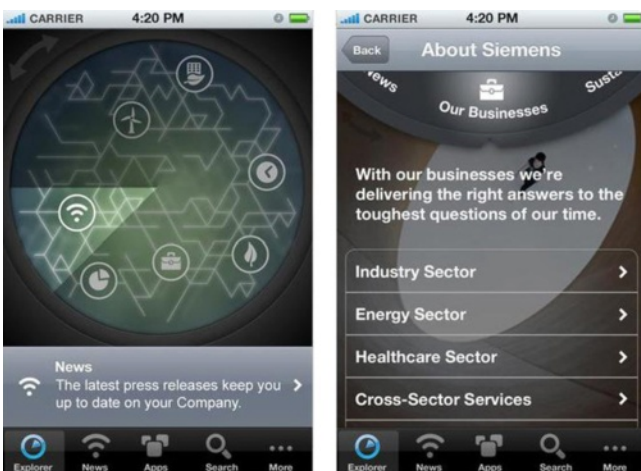 CARRIER 4:20 PM
News
The latest press releases keep you
up to date on your Company.
Explorer News Apps Search More
CARRIER 4:20 PM
Back About Siemens
News Our Businesses
With our businesses we're
delivering the right answers to the
toughest questions of our time.
Industry Sector
Energy Sector
Healthcare Sector
Cross-Sector Services
Explorer News Apps Search More